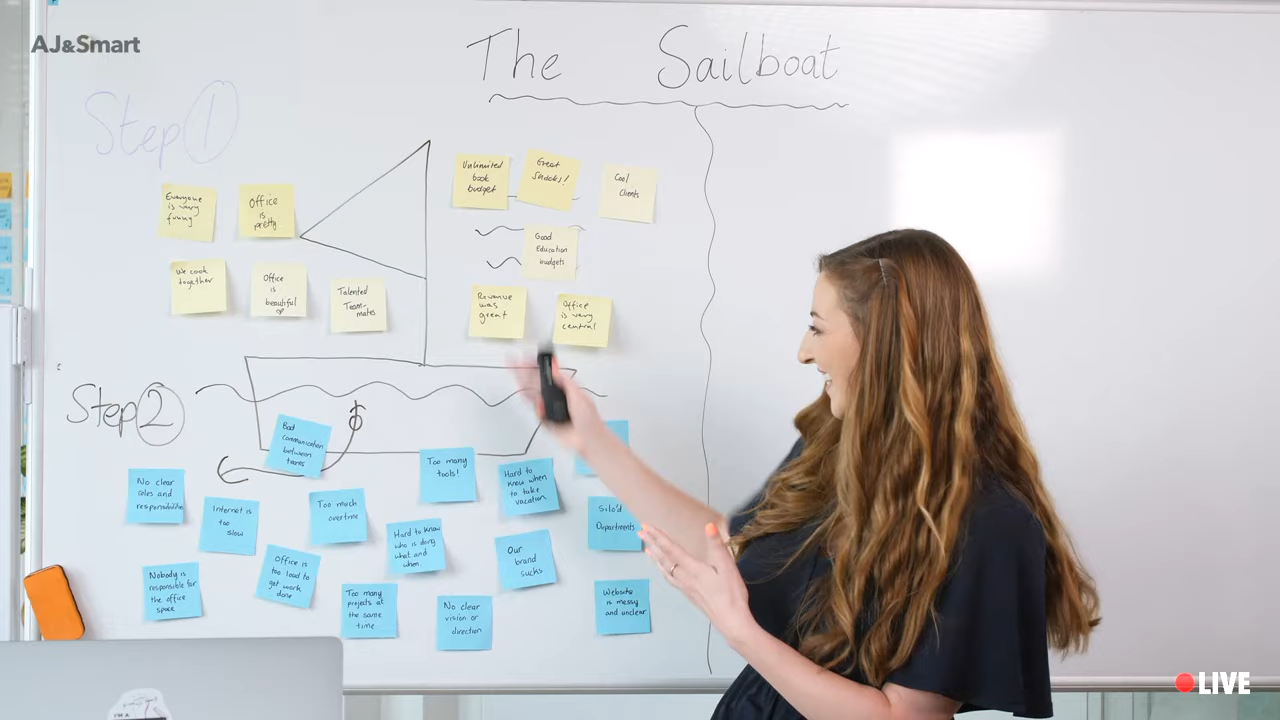 AJ&Smart
The Sailboat
Step 1
Everyone
is very
funny
Office
is
pretty
We cook
together
Office
is
beautiful
Talented
Team-
mates
Unlimited
book
budget
Great
Snacks!
Cool
Clients
Good
Education
budgets
Revenue
was
great
Office
is very
central
Step 2
Bad
communication
between
teams
No clear
roles and
responsibilities
Internet is
too
slow
Too much
overtime
Too many
tools!
Hard to
know when
to take
vacation
Silo'd
Departments
Hard to know
who is doing
what and
when
Our
brand
sucks
Nobody is
responsible for
the office
space
Office is
too loud to
get work
done
Too many
projects at
the same
time
No clear
vision or
direction
Website
is messy
and unclear
LIVE